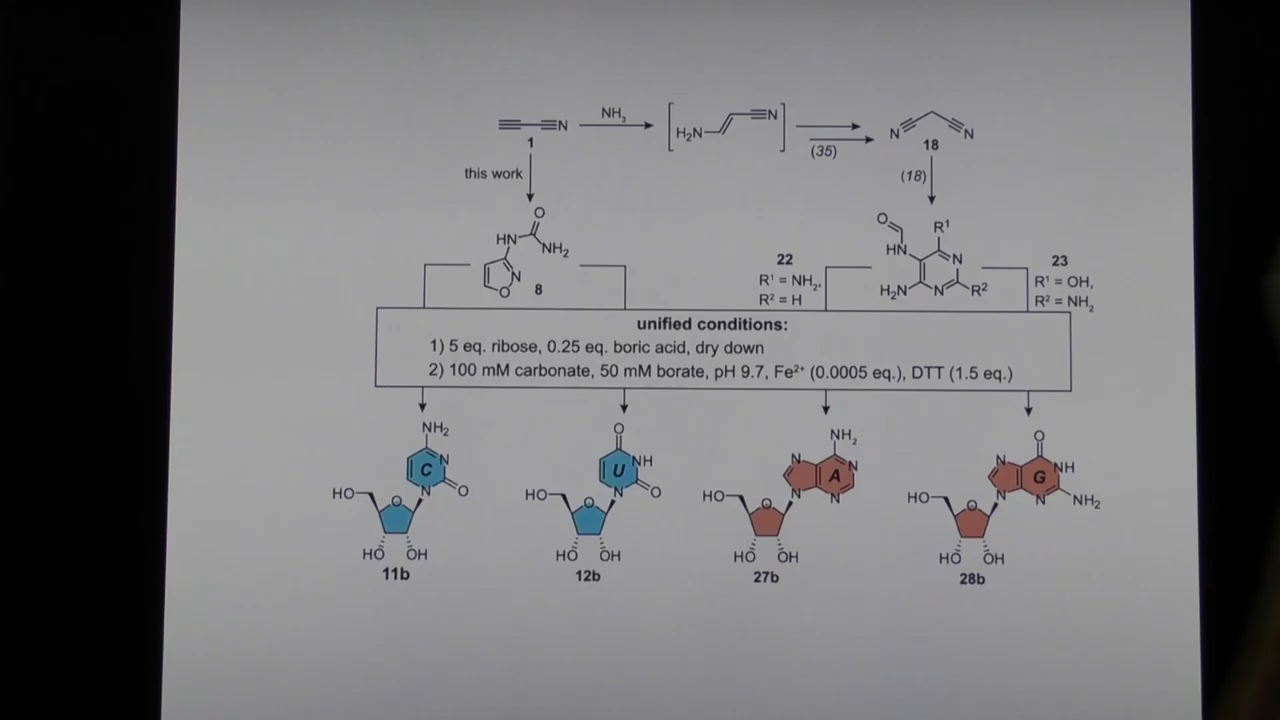 ≡N
NH₃
H₂N
≡N
(35)
N
N
1
18
this work
(18)
O
HN
NH₂
N
O
8
O
R¹
HN
N
H₂N
N
R²
22
R¹ = NH₂,
R² = H
23
R¹ = OH,
R² = NH₂
unified conditions:
1) 5 eq. ribose, 0.25 eq. boric acid, dry down
2) 100 mM carbonate, 50 mM borate, pH 9.7, Fe²⁺ (0.0005 eq.), DTT (1.5 eq.)
NH₂
N
C
N
O
HO
O
HO
OH
11b
O
NH
U
N
O
HO
O
HO
OH
12b
NH₂
N
N
A
N
N
HO
O
HO
OH
27b
O
N
NH
G
N
N
NH₂
HO
O
HO
OH
28b